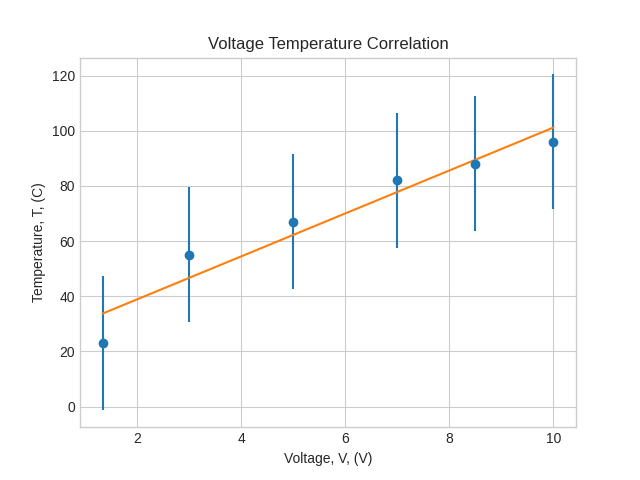 Voltage Temperature Correlation
120
100
80
60
40
20
0
Temperature, T, (C)
2 4 6 8 10
Voltage, V, (V)